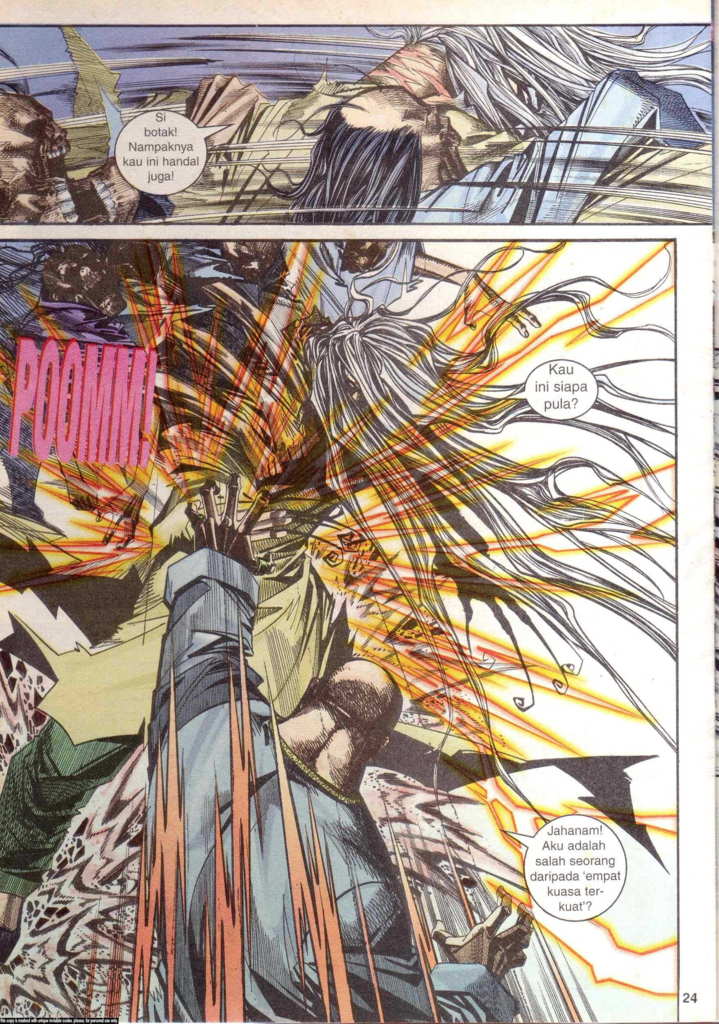 Si
botak!
Nampaknya
kau ini handal
juga!
POOMM!!
Kau
ini siapa
pula?
Jahanam!
Aku adalah
salah seorang
daripada 'empat
kuasa ter-
kuat'?
24